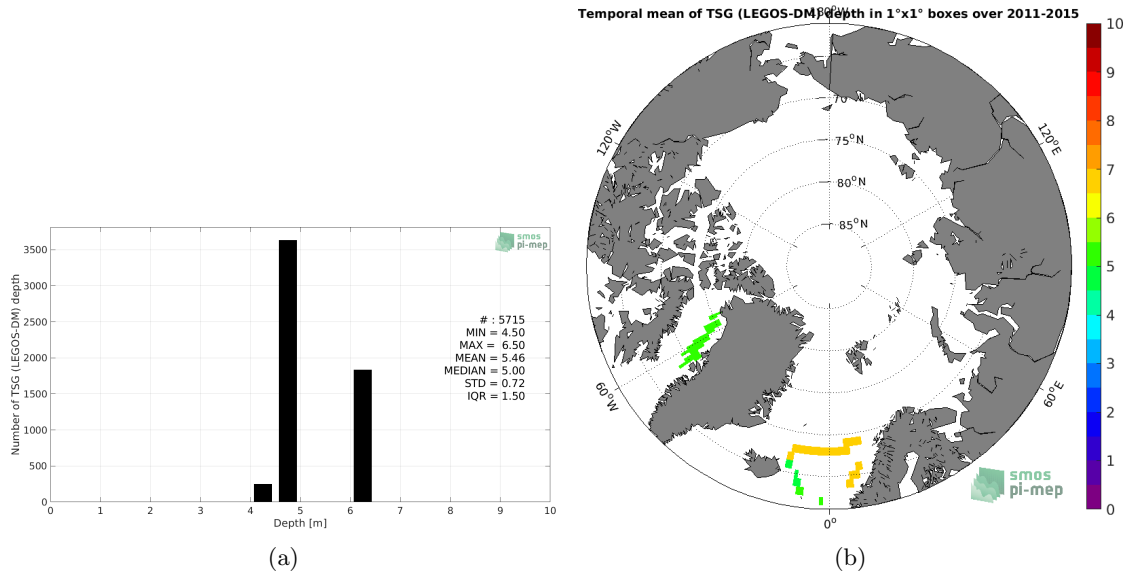 Temporal mean of TSG (LEGOS-DM) depth in 1°x1° boxes over 2011-2015
180°W
120°W
120°E
60°W
60°E
0°
70°N
75°N
80°N
85°N
10
9
8
7
6
5
4
3
2
1
0
smos
pi-mep
3500
3000
2500
2000
1500
1000
500
0
Number of TSG (LEGOS-DM) depth
smos
pi-mep
# : 5715
MIN = 4.50
MAX = 6.50
MEAN = 5.46
MEDIAN = 5.00
STD = 0.72
IQR = 1.50
0 1 2 3 4 5 6 7 8 9 10
Depth [m]
(a)
(b)